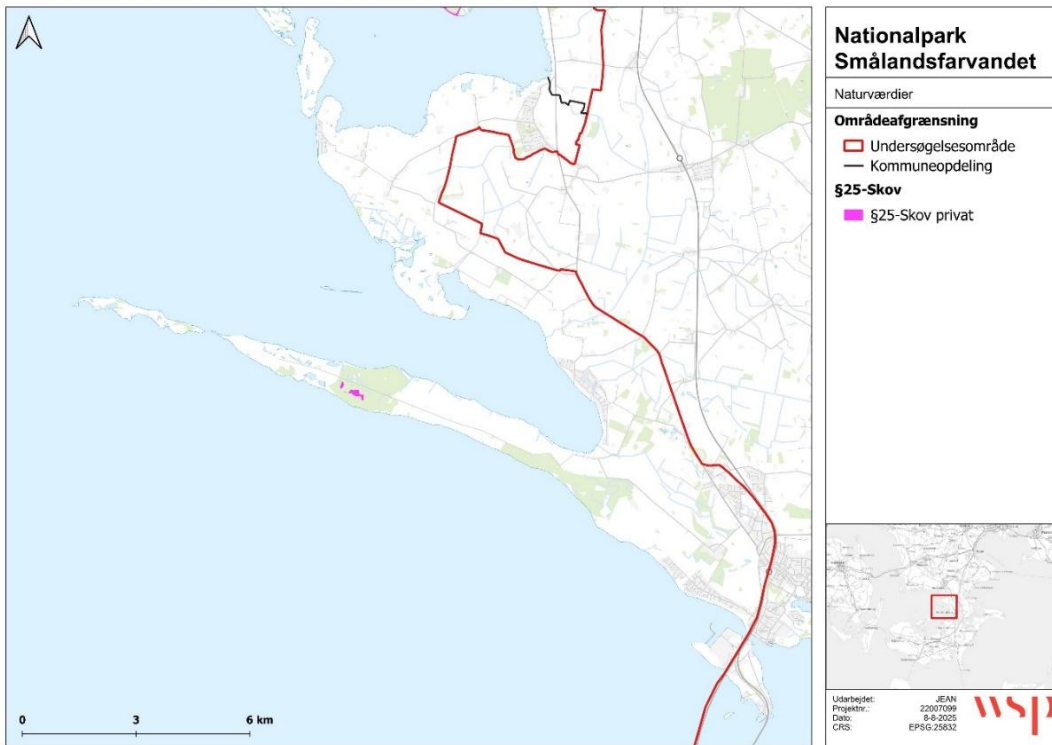 Nationalpark
Smålandsfarvandet
Naturværdier
Områdeafgrænsning
Undersøgelsesområde
Kommuneopdeling
§25-Skov
§25-Skov privat
0 3 6 km
Udarbejdet: JEAN
Projektnr.: 22007099
Dato: 8-8-2025
CRS: EPSG:25832
wsp